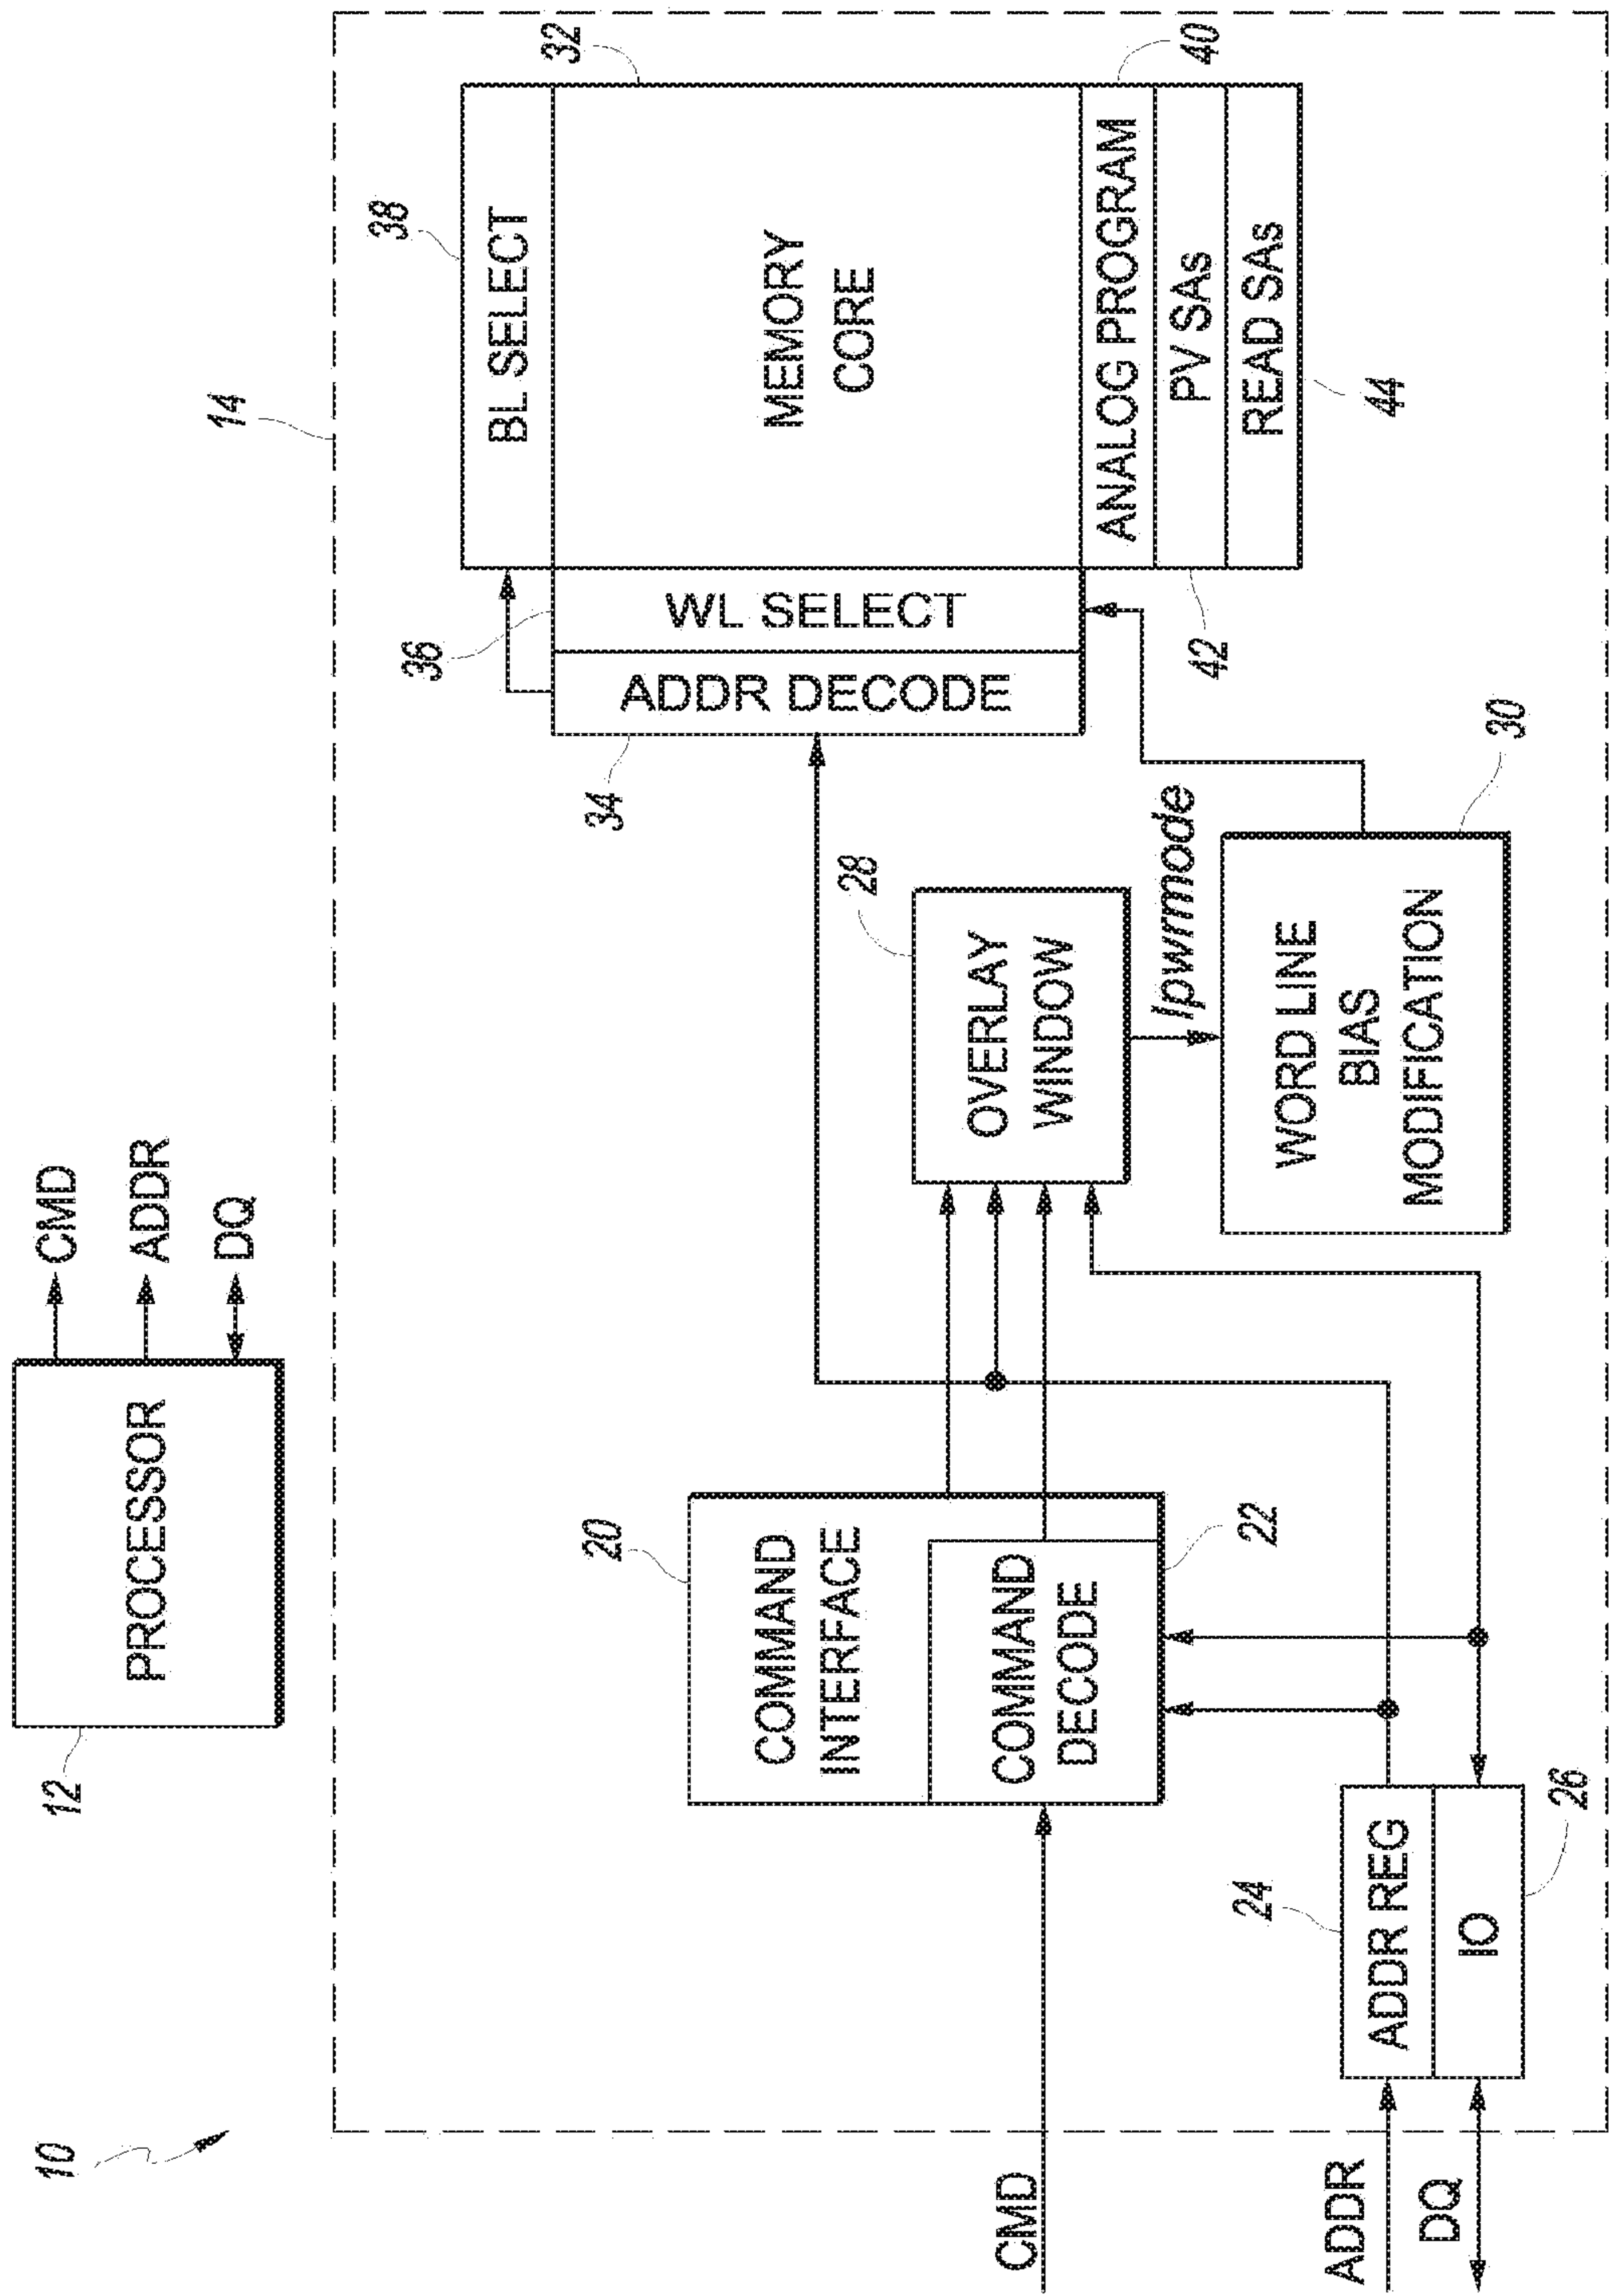 10
12
PROCESSOR
CMD
ADDR
DQ
14
20
COMMAND
INTERFACE
COMMAND
DECODE
22
CMD
24
ADDR REG
IO
26
ADDR
DQ
28
OVERLAY
WINDOW
lpwrmode
WORD LINE
BIAS
MODIFICATION
30
34
ADDR DECODE
36
WL SELECT
38
BL SELECT
32
MEMORY
CORE
40
ANALOG PROGRAM
PV SAs
READ SAs
42
44